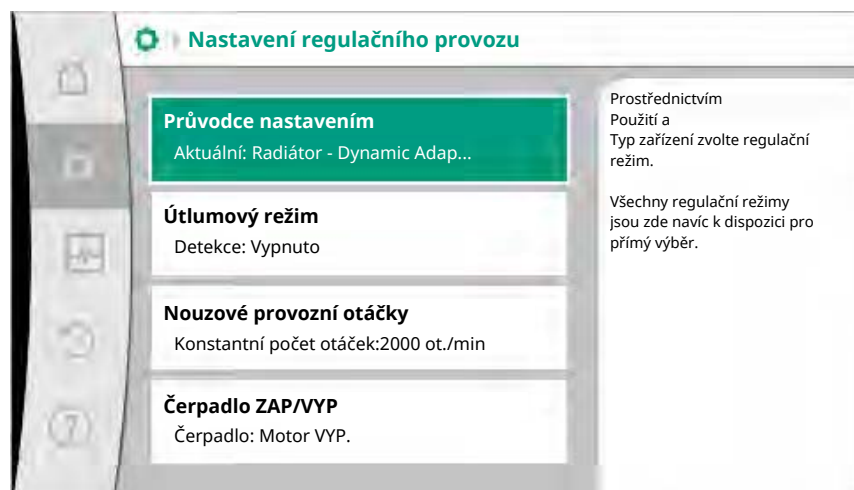 Nastavení regulačního provozu
Průvodce nastavením
Aktuální: Radiátor - Dynamic Adap...
Útlumový režim
Detekce: Vypnuto
Nouzové provozní otáčky
Konstantní počet otáček:2000 ot./min
Čerpadlo ZAP/VYP
Čerpadlo: Motor VYP.
Prostřednictvím
Použití a
Typ zařízení zvolte regulační
režim.
Všechny regulační režimy
jsou zde navíc k dispozici pro
přímý výběr.